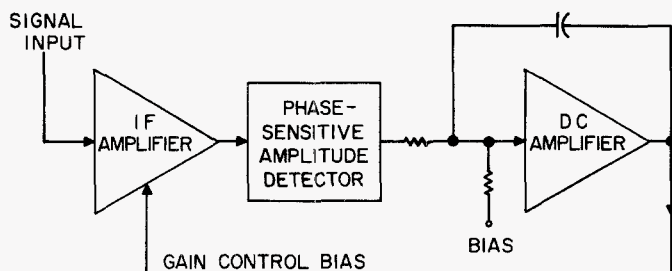 SIGNAL
INPUT
IF
AMPLIFIER
PHASE-
SENSITIVE
AMPLITUDE
DETECTOR
DC
AMPLIFIER
BIAS
GAIN CONTROL BIAS